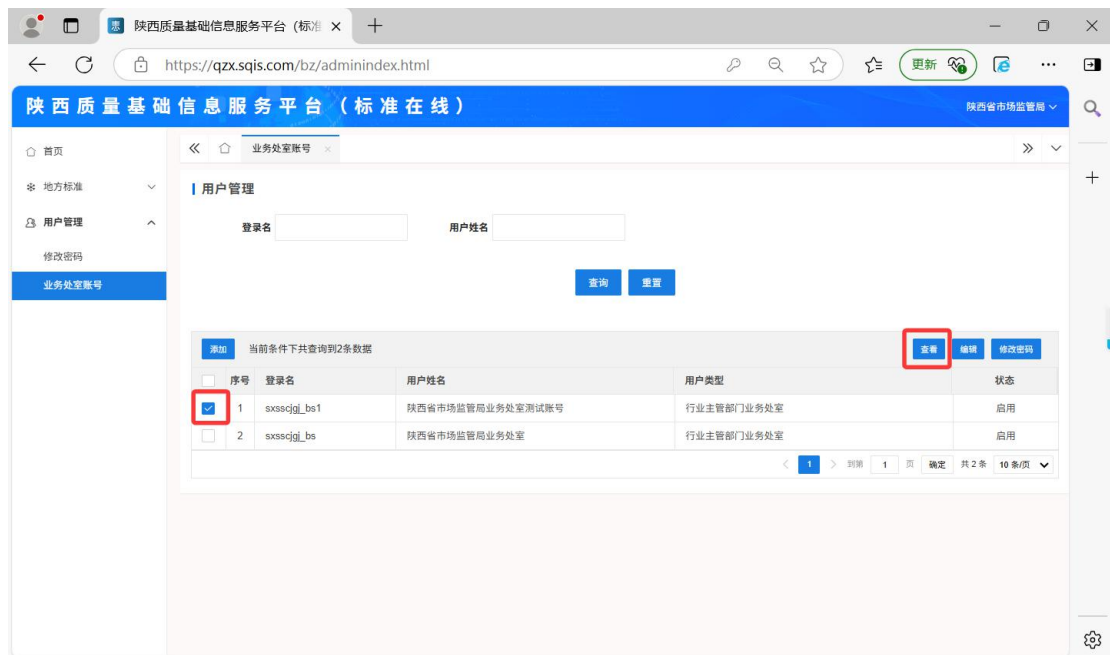 陕西质量基础信息服务平台（标准
https://qzx.sqis.com/bz/adminindex.html
更新
陕西质量基础信息服务平台（标准在线）
陕西省市场监管局
首页
业务处室账号
地方标准
用户管理
用户管理
登录名
用户姓名
修改密码
业务处室账号
查询 重置
添加 当前条件下共查询到2条数据 查看 编辑 修改密码
序号 登录名 用户姓名 用户类型 状态
1 sxsscjgj_bs1 陕西省市场监管局业务处室测试账号 行业主管部门业务处室 启用
2 sxsscjgj_bs 陕西省市场监管局业务处室 行业主管部门业务处室 启用
1 到第 1 页 确定 共 2 条 10 条/页